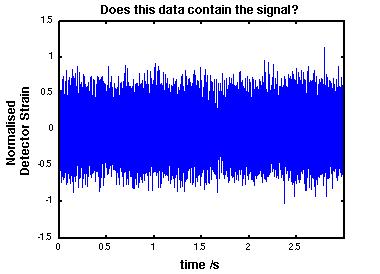 Does this data contain the signal?
1.5
1
0.5
0
-0.5
-1
-1.5
Normalised
Detector Strain
0 0.5 1 1.5 2 2.5
time /s